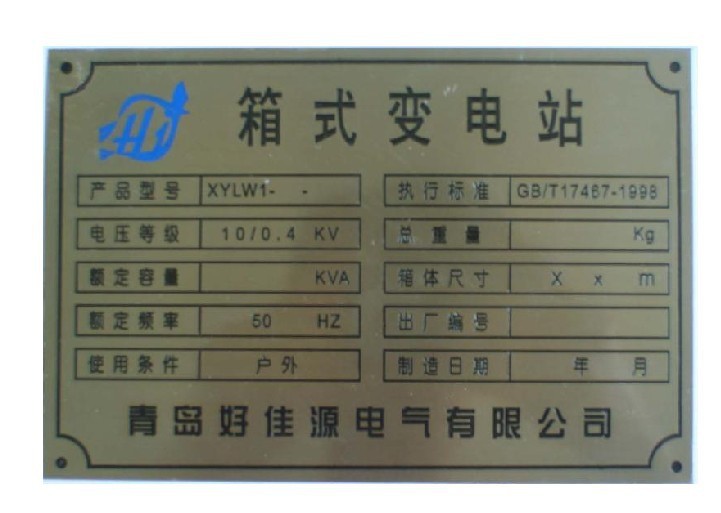 箱式变电站
产品型号 XYLW1- - 执行标准 GB/T17467-1998
电压等级 10/0.4 KV 总重量 Kg
额定容量 KVA 箱体尺寸 X x m
额定频率 50 HZ 出厂编号
使用条件 户外 制造日期 年 月
青岛好佳源电气有限公司